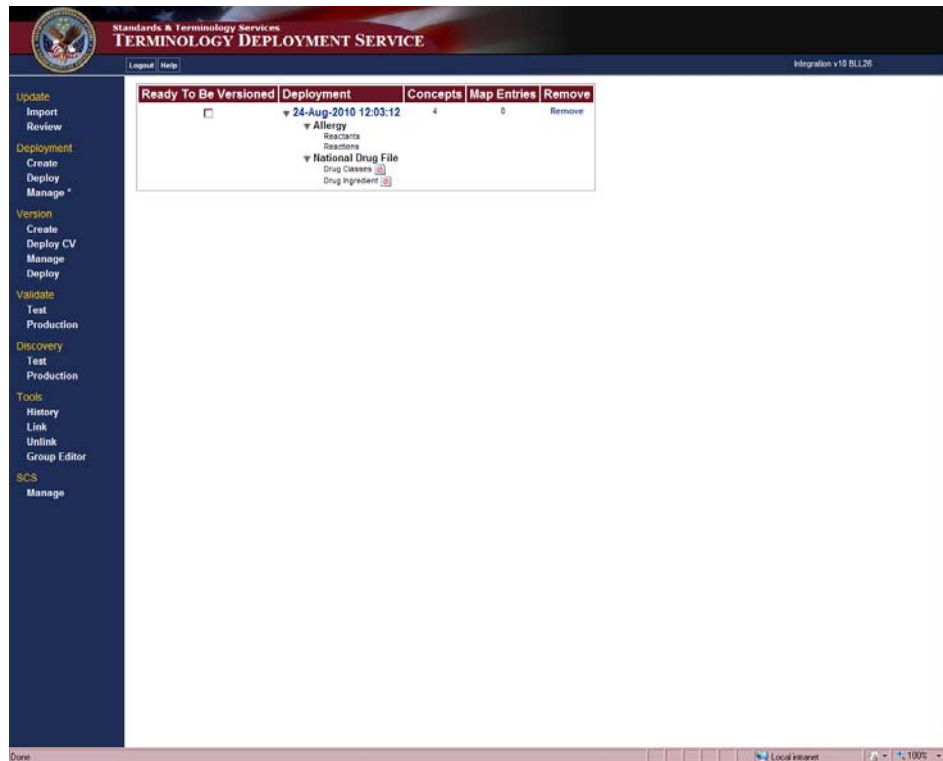 Standards & Terminology Services
TERMINOLOGY DEPLOYMENT SERVICE
Logout Help
Integration v10 BLL26
Update
Import
Review
Deployment
Create
Deploy
Manage *
Version
Create
Deploy CV
Manage
Deploy
Validate
Test
Production
Discovery
Test
Production
Tools
History
Link
Unlink
Group Editor
SCS
Manage
Ready To Be Versioned Deployment Concepts Map Entries Remove
24-Aug-2010 12:03:12 4 0 Remove
Allergy
Reactants
Reactions
National Drug File
Drug Classes
Drug Ingredient
Done
Local intranet
100%